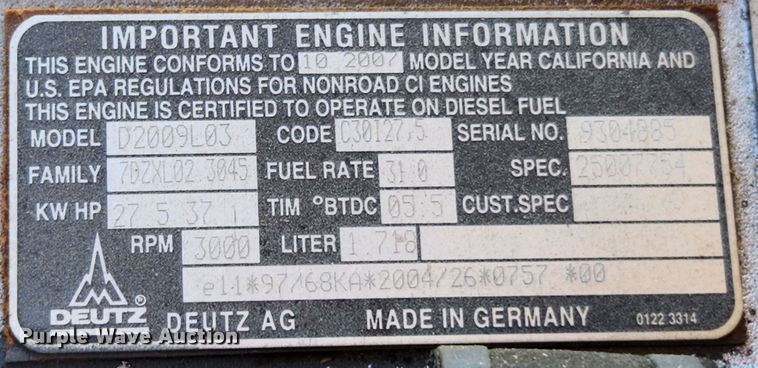 IMPORTANT ENGINE INFORMATION
THIS ENGINE CONFORMS TO 10 2007 MODEL YEAR CALIFORNIA AND
U.S. EPA REGULATIONS FOR NONROAD CI ENGINES
THIS ENGINE IS CERTIFIED TO OPERATE ON DIESEL FUEL
MODEL D2009L03 CODE C30127,5 SERIAL NO. 9304885
FAMILY 7DZXL02.3045 FUEL RATE 31.0 SPEC. 25007754
KW HP 27.5 37 TIM °BTDC 05.5 CUST.SPEC
RPM 3000 LITER 1.718
e11*97/68KA*2004/26*0757 *00
DEUTZ ®
DEUTZ AG MADE IN GERMANY 0122 3314
Purple Wave Auction